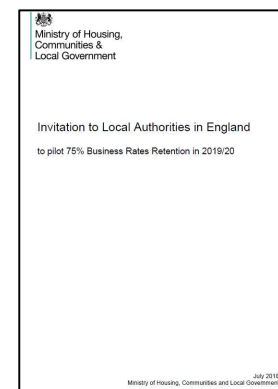 Ministry of Housing,
Communities &
Local Government
Invitation to Local Authorities in England
to pilot 75% Business Rates Retention in 2019/20
July 2018
Ministry of Housing, Communities and Local Government